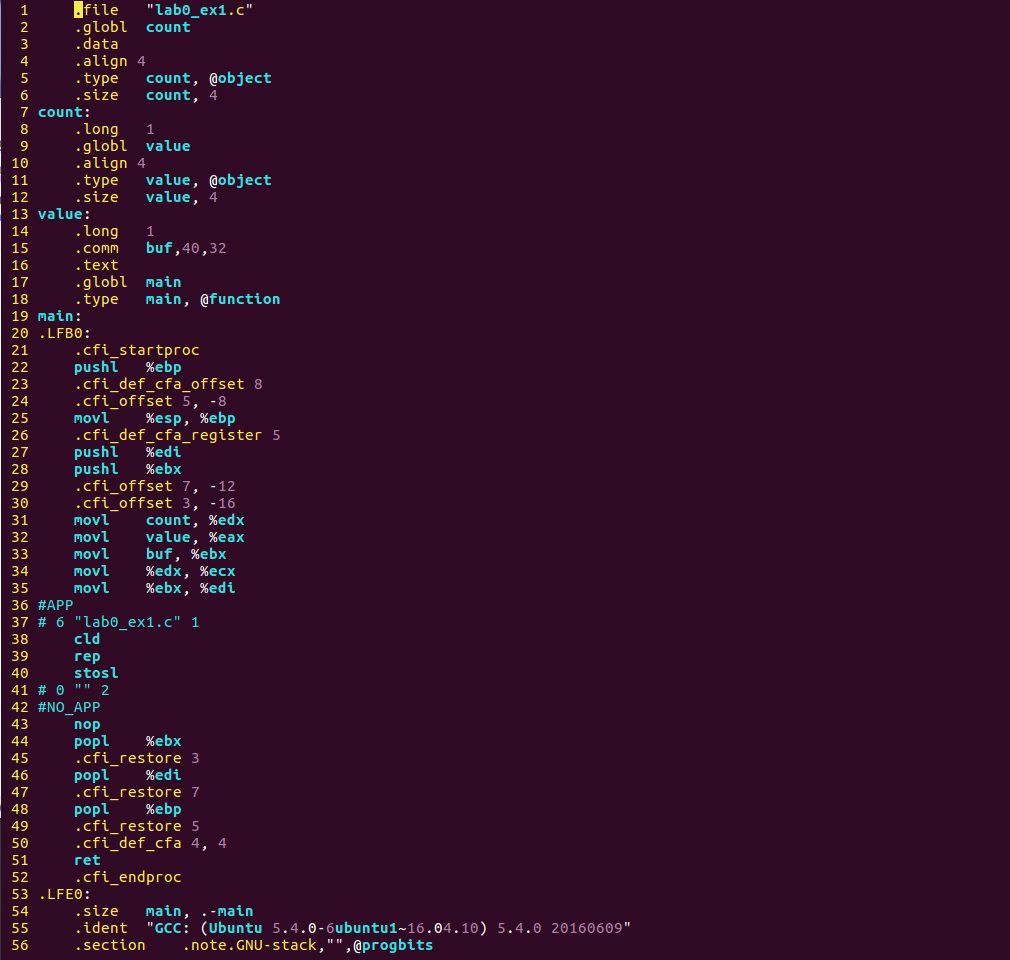 1 .file "lab0_ex1.c"
2 .globl count
3 .data
4 .align 4
5 .type count, @object
6 .size count, 4
7 count:
8 .long 1
9 .globl value
10 .align 4
11 .type value, @object
12 .size value, 4
13 value:
14 .long 1
15 .comm buf,40,32
16 .text
17 .globl main
18 .type main, @function
19 main:
20 .LFB0:
21 .cfi_startproc
22 pushl %ebp
23 .cfi_def_cfa_offset 8
24 .cfi_offset 5, -8
25 movl %esp, %ebp
26 .cfi_def_cfa_register 5
27 pushl %edi
28 pushl %ebx
29 .cfi_offset 7, -12
30 .cfi_offset 3, -16
31 movl count, %edx
32 movl value, %eax
33 movl buf, %ebx
34 movl %edx, %ecx
35 movl %ebx, %edi
36 #APP
37 # 6 "lab0_ex1.c" 1
38 cld
39 rep
40 stosl
41 # 0 "" 2
42 #NO_APP
43 nop
44 popl %ebx
45 .cfi_restore 3
46 popl %edi
47 .cfi_restore 7
48 popl %ebp
49 .cfi_restore 5
50 .cfi_def_cfa 4, 4
51 ret
52 .cfi_endproc
53 .LFE0:
54 .size main, .-main
55 .ident "GCC: (Ubuntu 5.4.0-6ubuntu1~16.04.10) 5.4.0 20160609"
56 .section .note.GNU-stack,"",@progbits